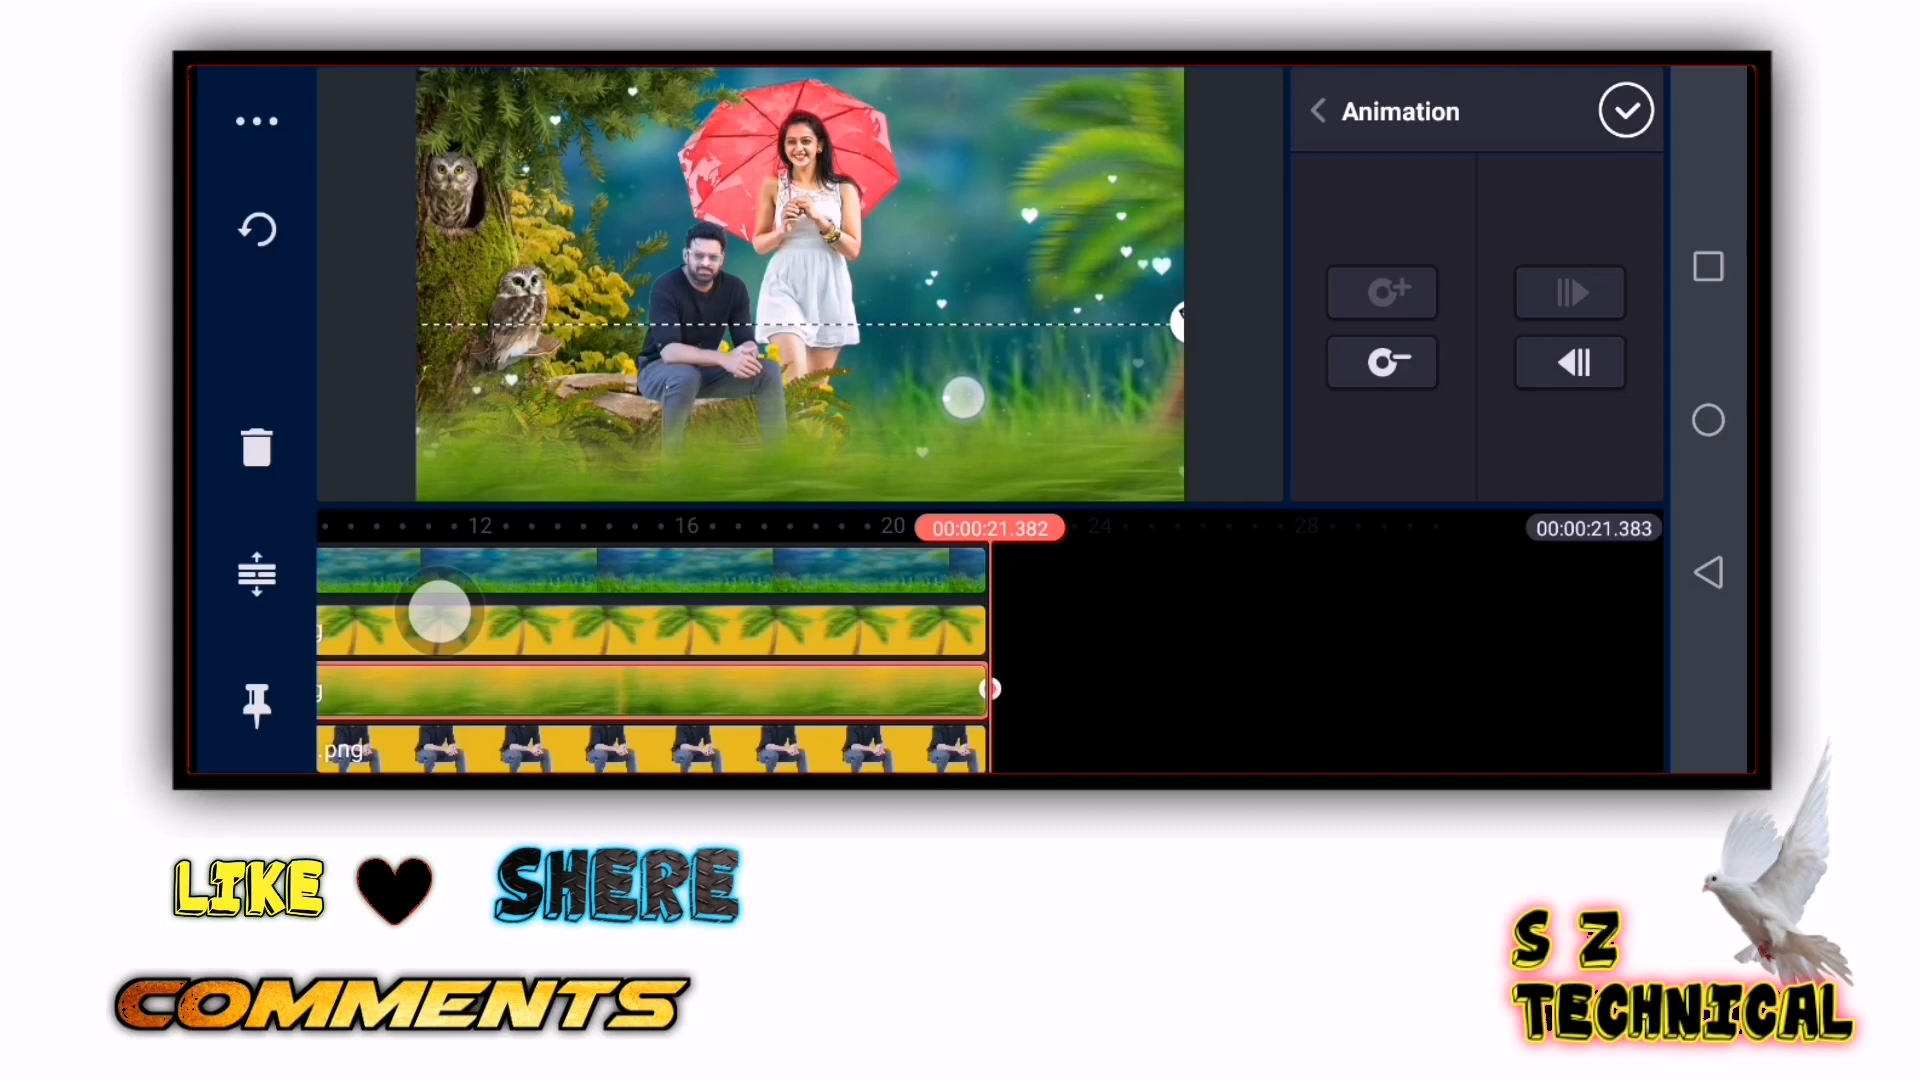 Animation
12
16
20
00:00:21.382
24
28
00:00:21.383
g
g
.png
LIKE
SHERE
COMMENTS
S Z
TECHNICAL